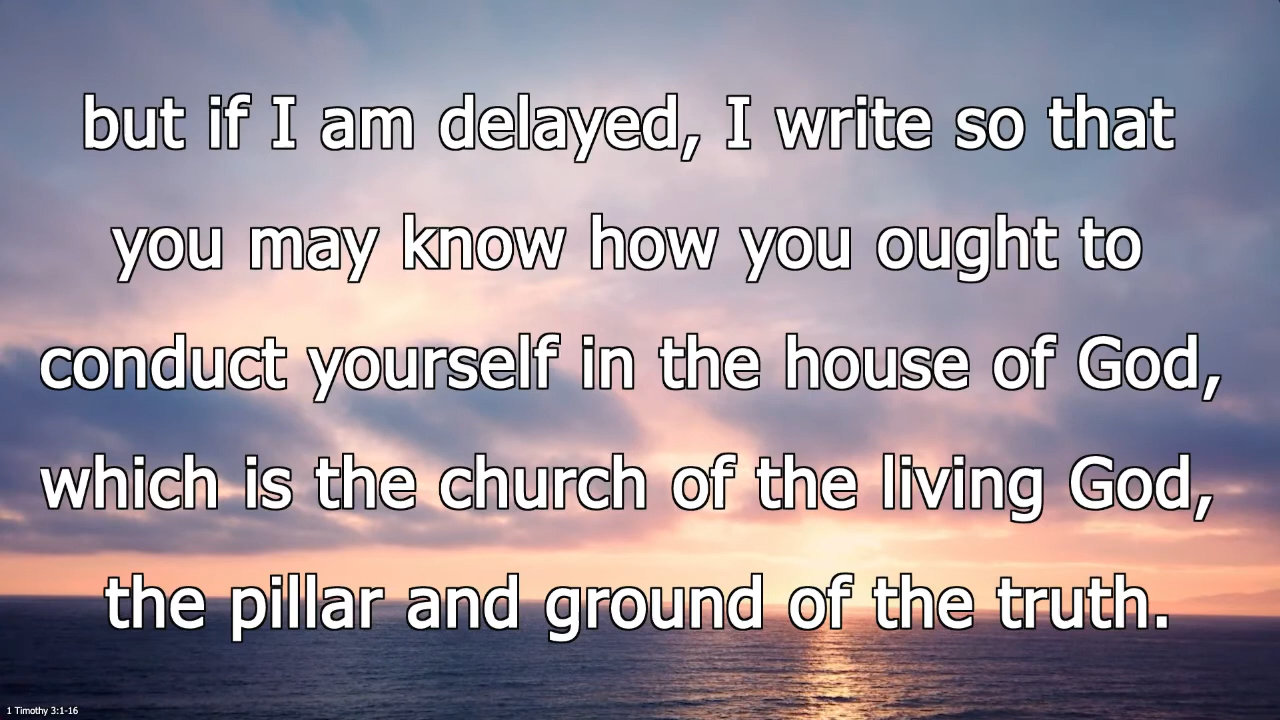 but if I am delayed, I write so that
you may know how you ought to
conduct yourself in the house of God,
which is the church of the living God,
the pillar and ground of the truth.
1 Timothy 3:1-16